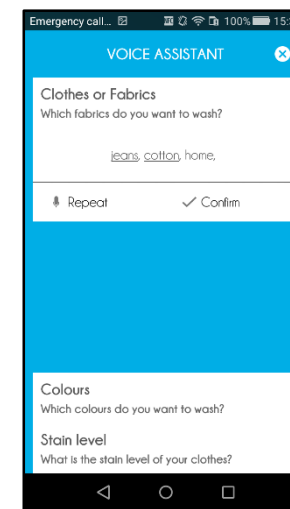 Emergency call... 100% 15:
VOICE ASSISTANT
Clothes or Fabrics
Which fabrics do you want to wash?
jeans, cotton, home,
Repeat Confirm
Colours
Which colours do you want to wash?
Stain level
What is the stain level of your clothes?